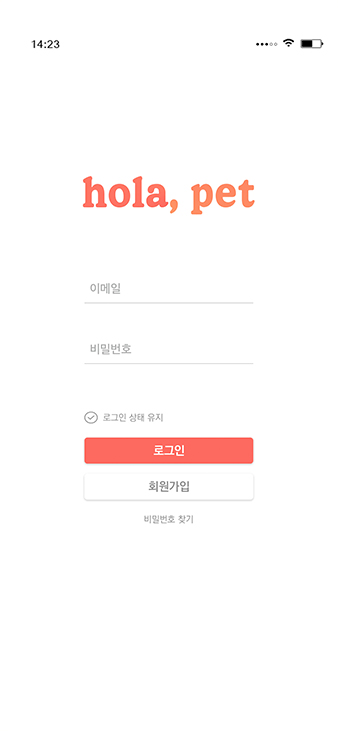 14:23
hola, pet
이메일
비밀번호
로그인 상태 유지
로그인
회원가입
비밀번호 찾기